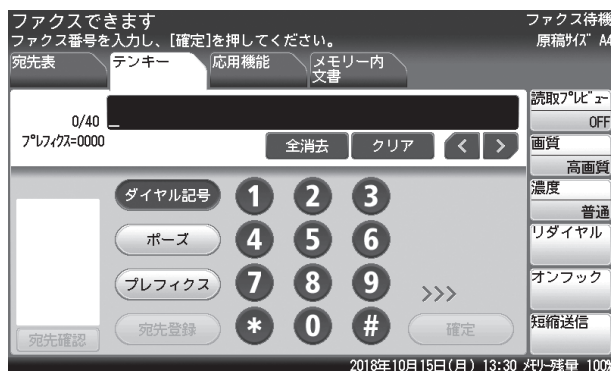 ファクスできます
ファクス番号を入力し、[確定]を押してください。
ファクス待機
原稿ｻｲｽﾞ A4
宛先表
テンキー
応用機能
メモリー内
文書
0/40
ﾌﾟﾚﾌｨｸｽ=0000
全消去
クリア
<
>
ダイヤル記号
1
2
3
ポーズ
4
5
6
プレフィクス
7
8
9
>>>
宛先登録
*
0
#
確定
宛先確認
読取ﾌﾟﾚﾋﾞｭｰ
OFF
画質
高画質
濃度
普通
リダイヤル
オンフック
短縮送信
2018年10月15日(月) 13:30 ﾒﾓﾘｰ残量 100%